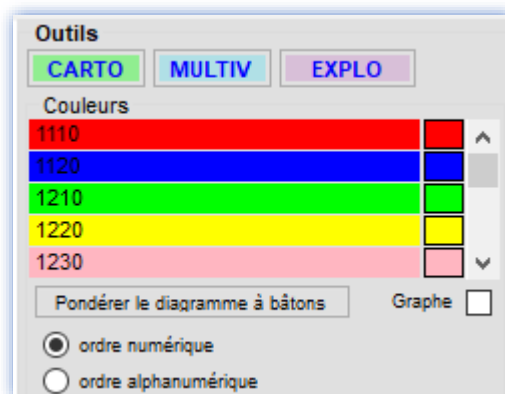 Outils
CARTO MULTIV EXPLO
Couleurs
1110
1120
1210
1220
1230
Pondérer le diagramme à bâtons Graphe
ordre numérique
ordre alphanumérique